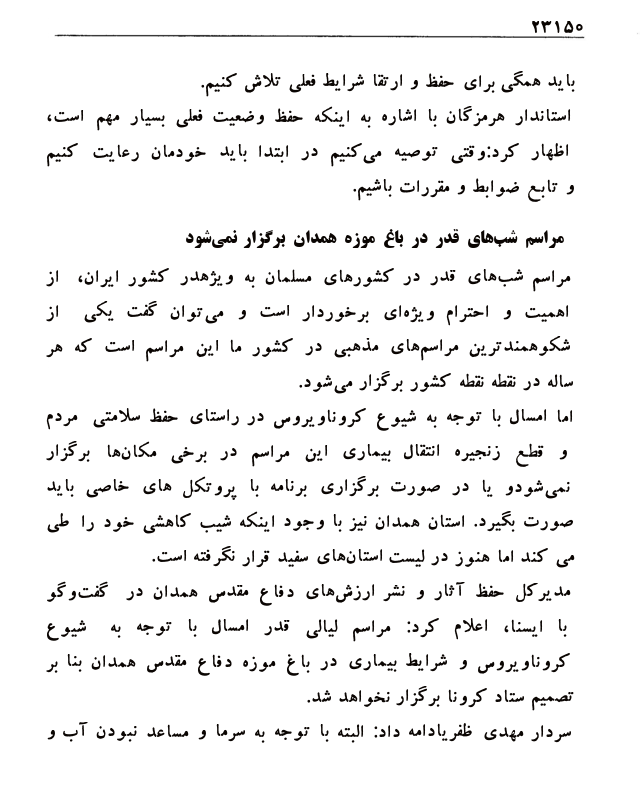 ۲۳۱۵۰
باید همگی برای حفظ و ارتقا شرایط فعلی تلاش کنیم.
استاندار هرمزگان با اشاره به اینکه حفظ وضعیت فعلی بسیار مهم است،
اظهار کرد:وقتی توصیه می‌کنیم در ابتدا باید خودمان رعایت کنیم
و تابع ضوابط و مقررات باشیم.
مراسم شب‌های قدر در باغ موزه همدان برگزار نمی‌شود
مراسم شب‌های قدر در کشورهای مسلمان به ویژهدر کشور ایران، از
اهمیت و احترام ویژه‌ای برخوردار است و می‌توان گفت یکی از
شکوهمندترین مراسم‌های مذهبی در کشور ما این مراسم است که هر
ساله در نقطه نقطه کشور برگزار می‌شود.
اما امسال با توجه به شیوع کروناویروس در راستای حفظ سلامتی مردم
و قطع زنجیره انتقال بیماری این مراسم در برخی مکان‌ها برگزار
نمی‌شودو یا در صورت برگزاری برنامه با پروتکل های خاصی باید
صورت بگیرد. استان همدان نیز با وجود اینکه شیب کاهشی خود را طی
می کند اما هنوز در لیست استان‌های سفید قرار نگرفته است.
مدیرکل حفظ آثار و نشر ارزش‌های دفاع مقدس همدان در گفت‌وگو
با ایسنا، اعلام کرد: مراسم لیالی قدر امسال با توجه به شیوع
کروناویروس و شرایط بیماری در باغ موزه دفاع مقدس همدان بنا بر
تصمیم ستاد کرونا برگزار نخواهد شد.
سردار مهدی ظفریادامه داد: البته با توجه به سرما و مساعد نبودن آب و